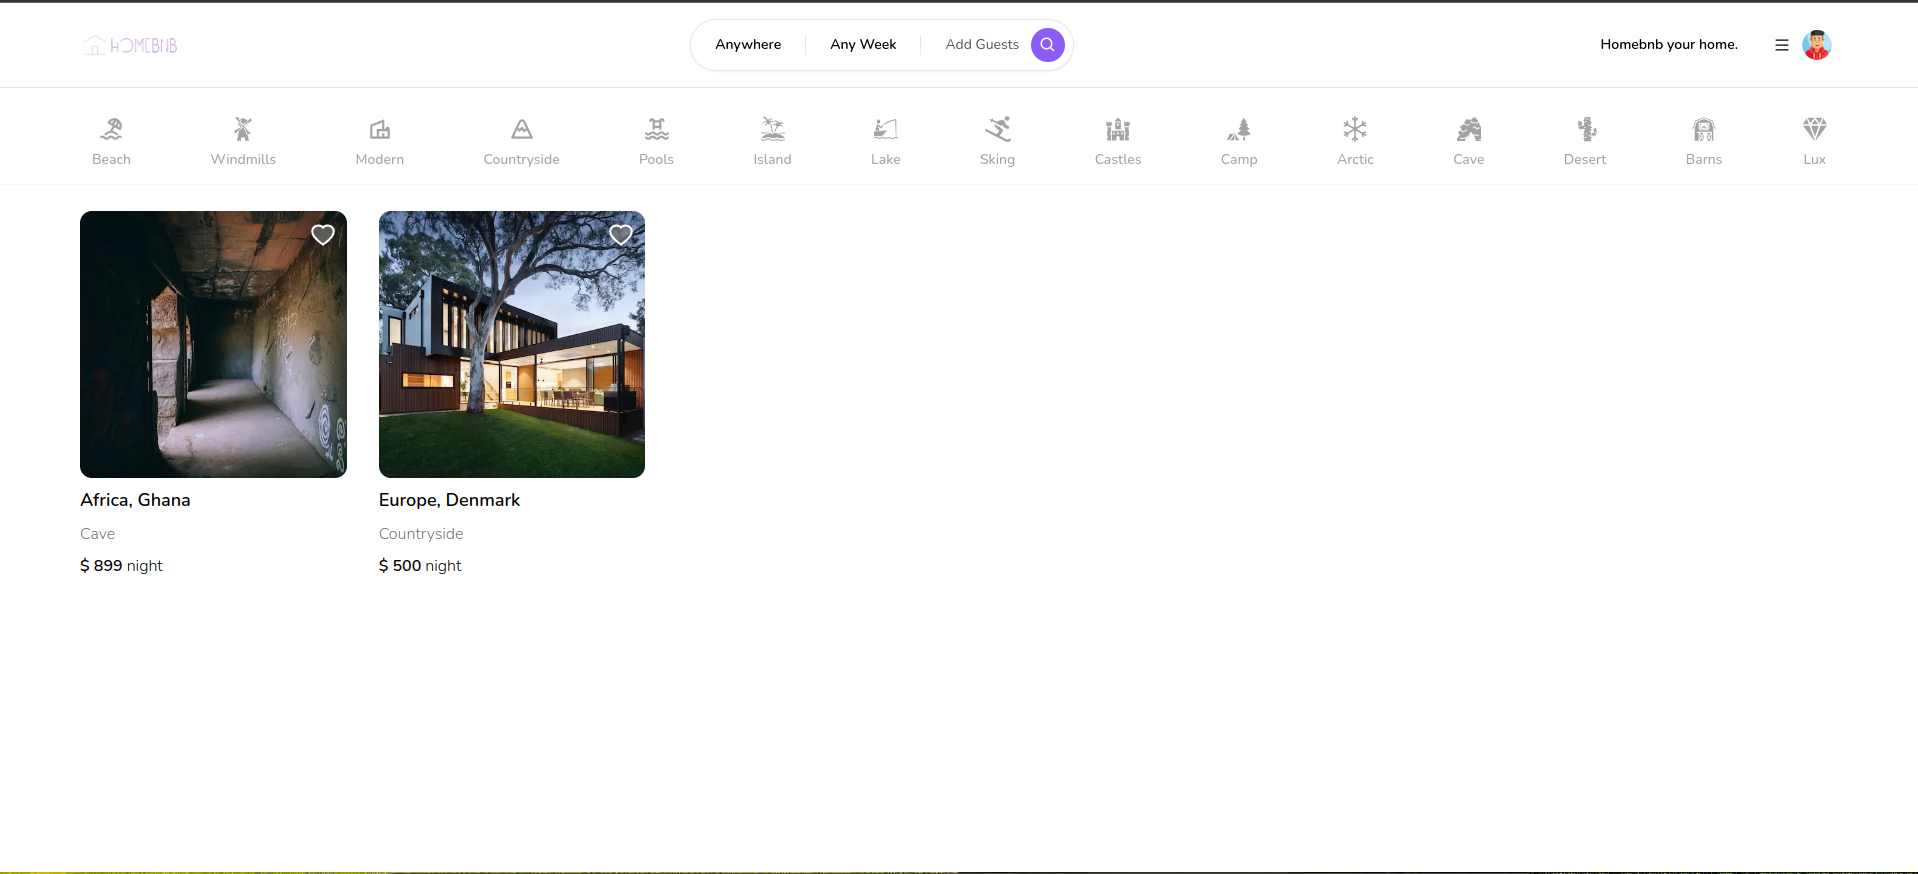 HOMEBNB
Anywhere
Any Week
Add Guests
Homebnb your home.
Beach
Windmills
Modern
Countryside
Pools
Island
Lake
Sking
Castles
Camp
Arctic
Cave
Desert
Barns
Lux
Africa, Ghana
Cave
$ 899 night
Europe, Denmark
Countryside
$ 500 night